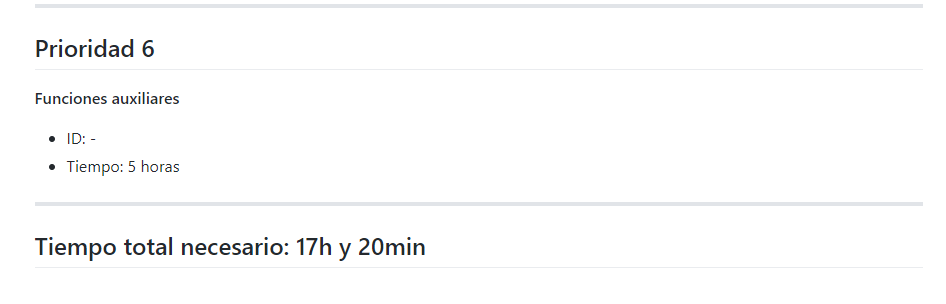 Prioridad 6
Funciones auxiliares
ID: -
Tiempo: 5 horas
Tiempo total necesario: 17h y 20min